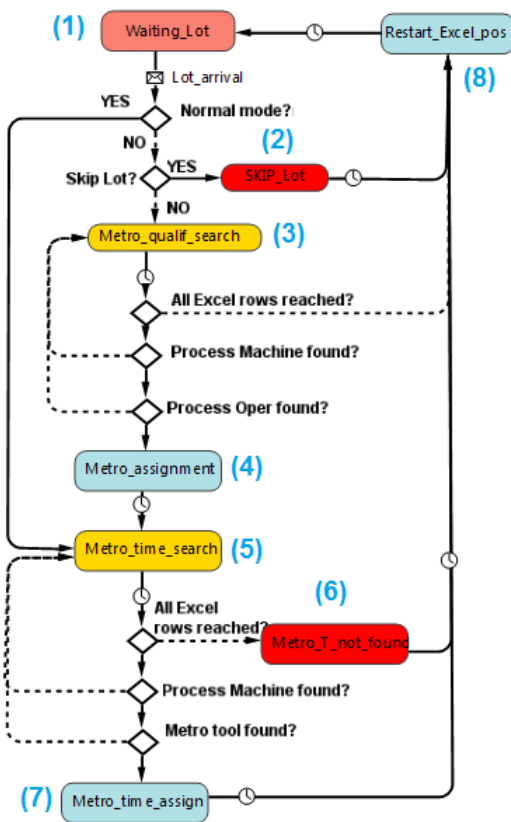 (1)
Waiting_Lot
Restart_Excel_pos
(8)
Lot_arrival
YES
Normal mode?
NO
(2)
YES
Skip Lot?
SKIP_Lot
NO
Metro_qualif_search
(3)
All Excel rows reached?
Process Machine found?
Process Oper found?
Metro_assignment
(4)
Metro_time_search
(5)
(6)
All Excel
rows reached?
Metro_T_not_found
Process Machine found?
Metro tool found?
(7)
Metro_time_assign